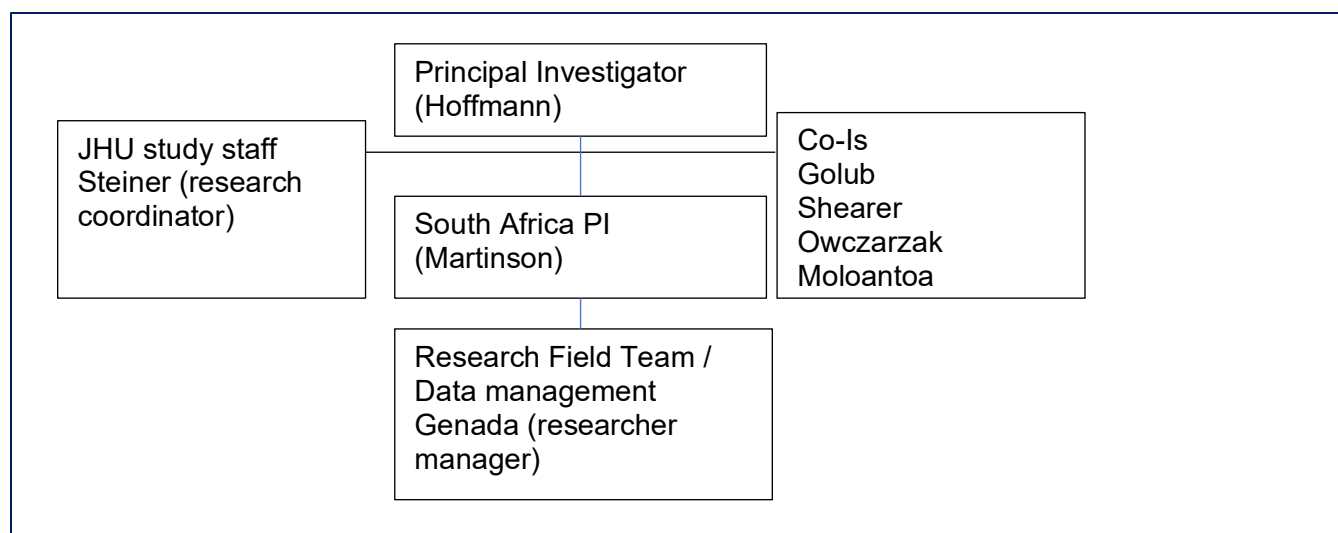 Principal Investigator
(Hoffmann)
JHU study staff
Steiner (research
coordinator)
South Africa PI
(Martinson)
Co-Is
Golub
Shearer
Owczarzak
Moloantoa
Research Field Team /
Data management
Genada (researcher
manager)